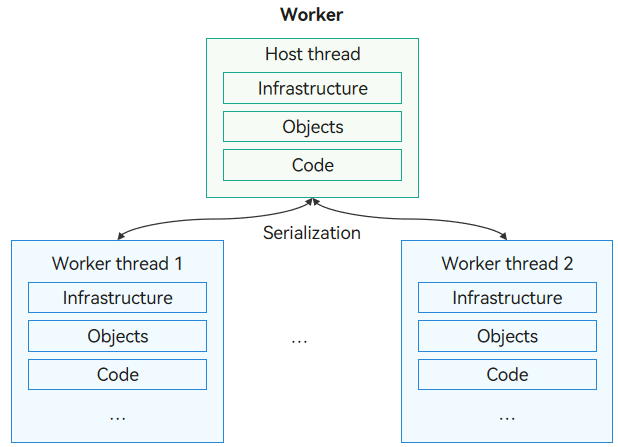 Worker
Host thread
Infrastructure
Objects
Code
Serialization
Worker thread 1
Infrastructure
Objects
Code
...
...
Worker thread 2
Infrastructure
Objects
Code
...